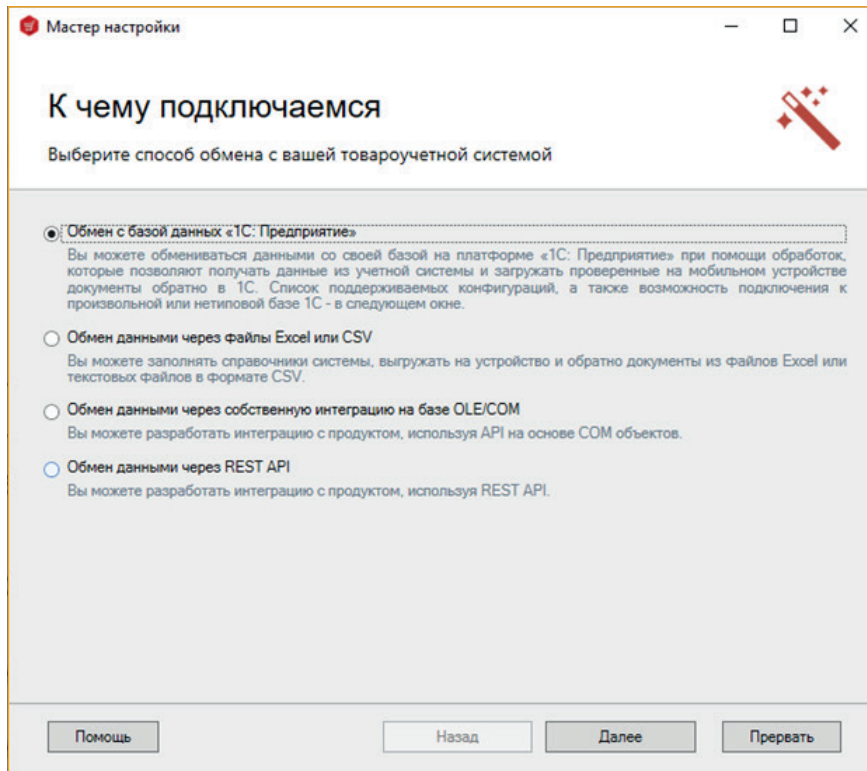 Мастер настройки
К чему подключаемся
Выберите способ обмена с вашей товароучетной системой
Обмен с базой данных «1С: Предприятие»
Вы можете обмениваться данными со своей базой на платформе «1С: Предприятие» при помощи обработок,
которые позволяют получать данные из учетной системы и загружать проверенные на мобильном устройстве
документы обратно в 1С. Список поддерживаемых конфигураций, а также возможность подключения к
произвольной или нетиповой базе 1С - в следующем окне.
Обмен данными через файлы Excel или CSV
Вы можете заполнять справочники системы, выгружать на устройство и обратно документы из файлов Excel или
текстовых файлов в формате CSV.
Обмен данными через собственную интеграцию на базе OLE/COM
Вы можете разработать интеграцию с продуктом, используя API на основе COM объектов.
Обмен данными через REST API
Вы можете разработать интеграцию с продуктом, используя REST API.
Помощь
Назад
Далее
Прервать